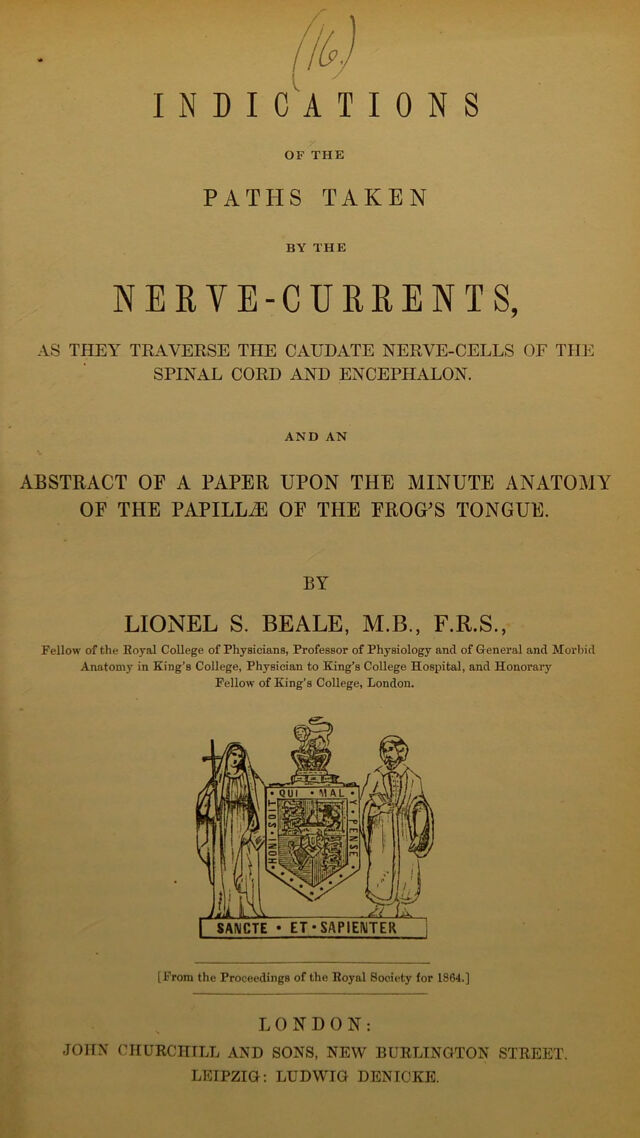 (16.)
INDICATIONS
OF THE
PATHS TAKEN
BY THE
NERVE-CURRENTS,
AS THEY TRAVERSE THE CAUDATE NERVE-CELLS OF THE
SPINAL CORD AND ENCEPHALON.
AND AN
ABSTRACT OF A PAPER UPON THE MINUTE ANATOMY
OF THE PAPILLÆ OF THE FROG'S TONGUE.
BY
LIONEL S. BEALE, M.B., F.R.S.,
Fellow of the Royal College of Physicians, Professor of Physiology and of General and Morbid
Anatomy in King's College, Physician to King's College Hospital, and Honorary
Fellow of King's College, London.
HONI · SOIT · QUI · MAL · Y · PENSE
SANCTE · ET · SAPIENTER
[From the Proceedings of the Royal Society for 1864.]
LONDON:
JOHN CHURCHILL AND SONS, NEW BURLINGTON STREET.
LEIPZIG: LUDWIG DENICKE.